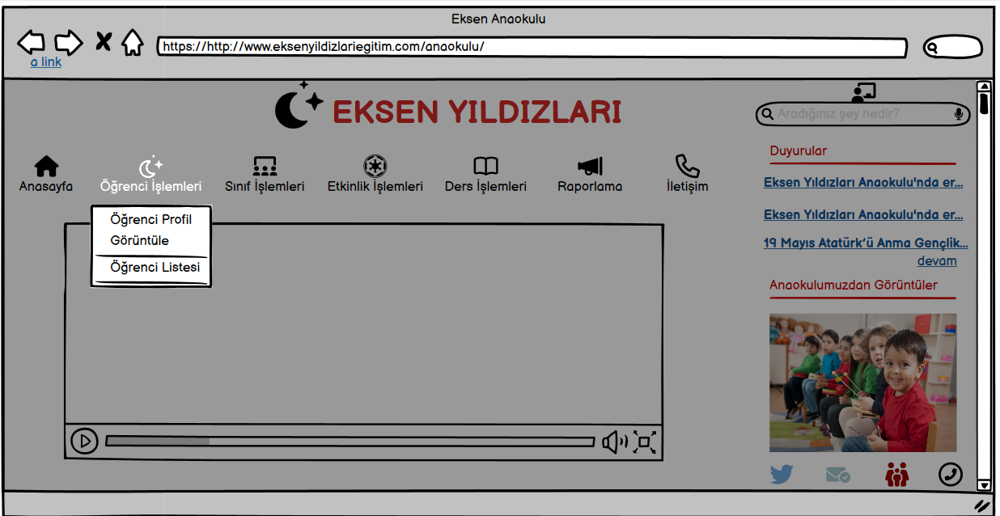 Eksen Anaokulu
https://http://www.eksenyildizlariegitim.com/anaokulu/
a link
EKSEN YILDIZLARI
Aradığınız şey nedir?
Anasayfa
Öğrenci İşlemleri
Sınıf İşlemleri
Etkinlik İşlemleri
Ders İşlemleri
Raporlama
İletişim
Öğrenci Profil
Görüntüle
Öğrenci Listesi
Duyurular
Eksen Yıldızları Anaokulu'nda er...
Eksen Yıldızları Anaokulu'nda er...
19 Mayıs Atatürk’ü Anma Gençlik...
devam
Anaokulumuzdan Görüntüler